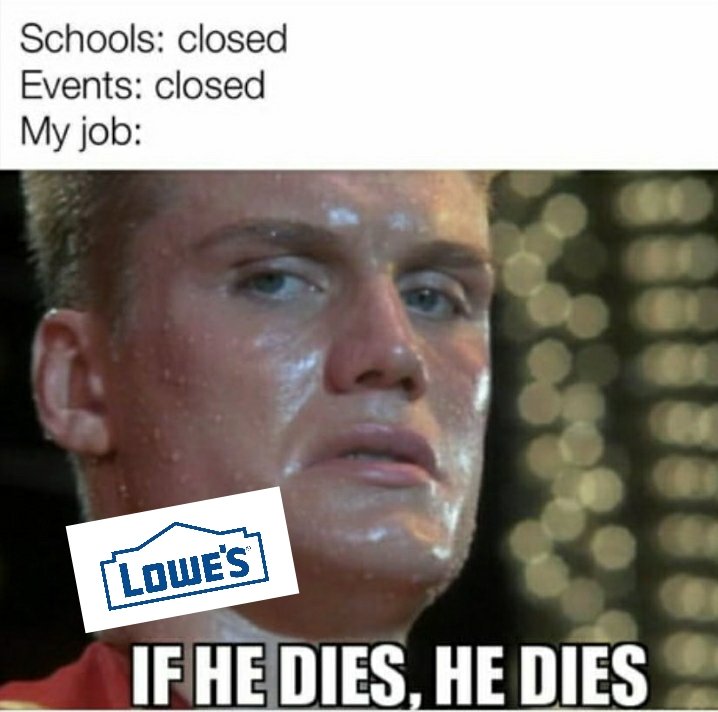 Schools: closed
Events: closed
My job:
LOWE'S
IF HE DIES, HE DIES